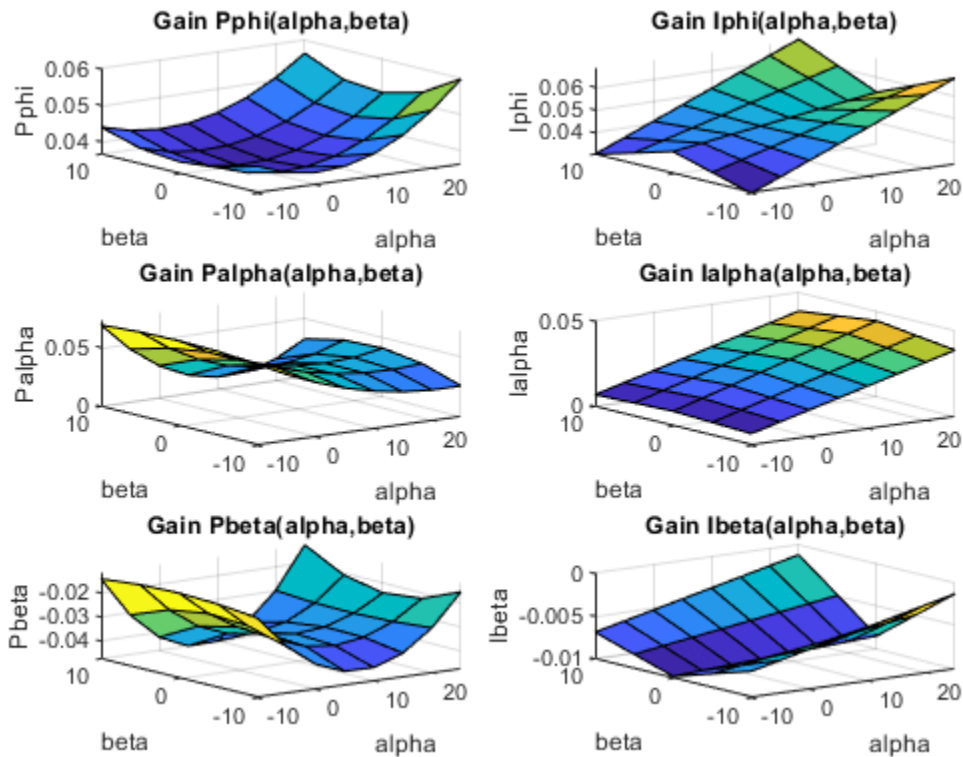 Gain Pphi(alpha,beta)
0.06
0.05
0.04
Pphi
10
0
-10
beta
-10
0
10
20
alpha
Gain Iphi(alpha,beta)
0.06
0.05
0.04
Iphi
10
0
-10
beta
-10
0
10
20
alpha
Gain Palpha(alpha,beta)
0.05
0
Palpha
10
0
-10
beta
-10
0
10
20
alpha
Gain Ialpha(alpha,beta)
0.05
0
Ialpha
10
0
-10
beta
-10
0
10
20
alpha
Gain Pbeta(alpha,beta)
-0.02
-0.03
-0.04
Pbeta
10
0
-10
beta
-10
0
10
20
alpha
Gain Ibeta(alpha,beta)
0
-0.005
-0.01
Ibeta
10
0
-10
beta
-10
0
10
20
alpha